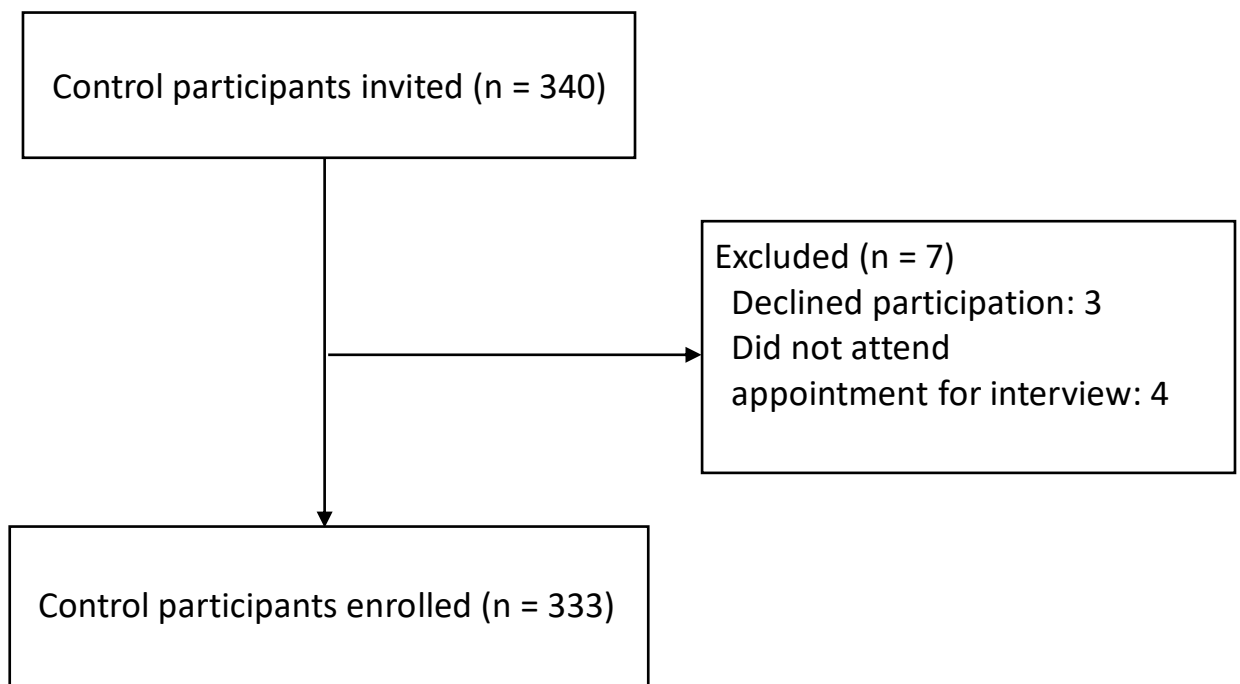 Control participants invited (n = 340)
Excluded (n = 7)
Declined participation: 3
Did not attend
appointment for interview: 4
Control participants enrolled (n = 333)